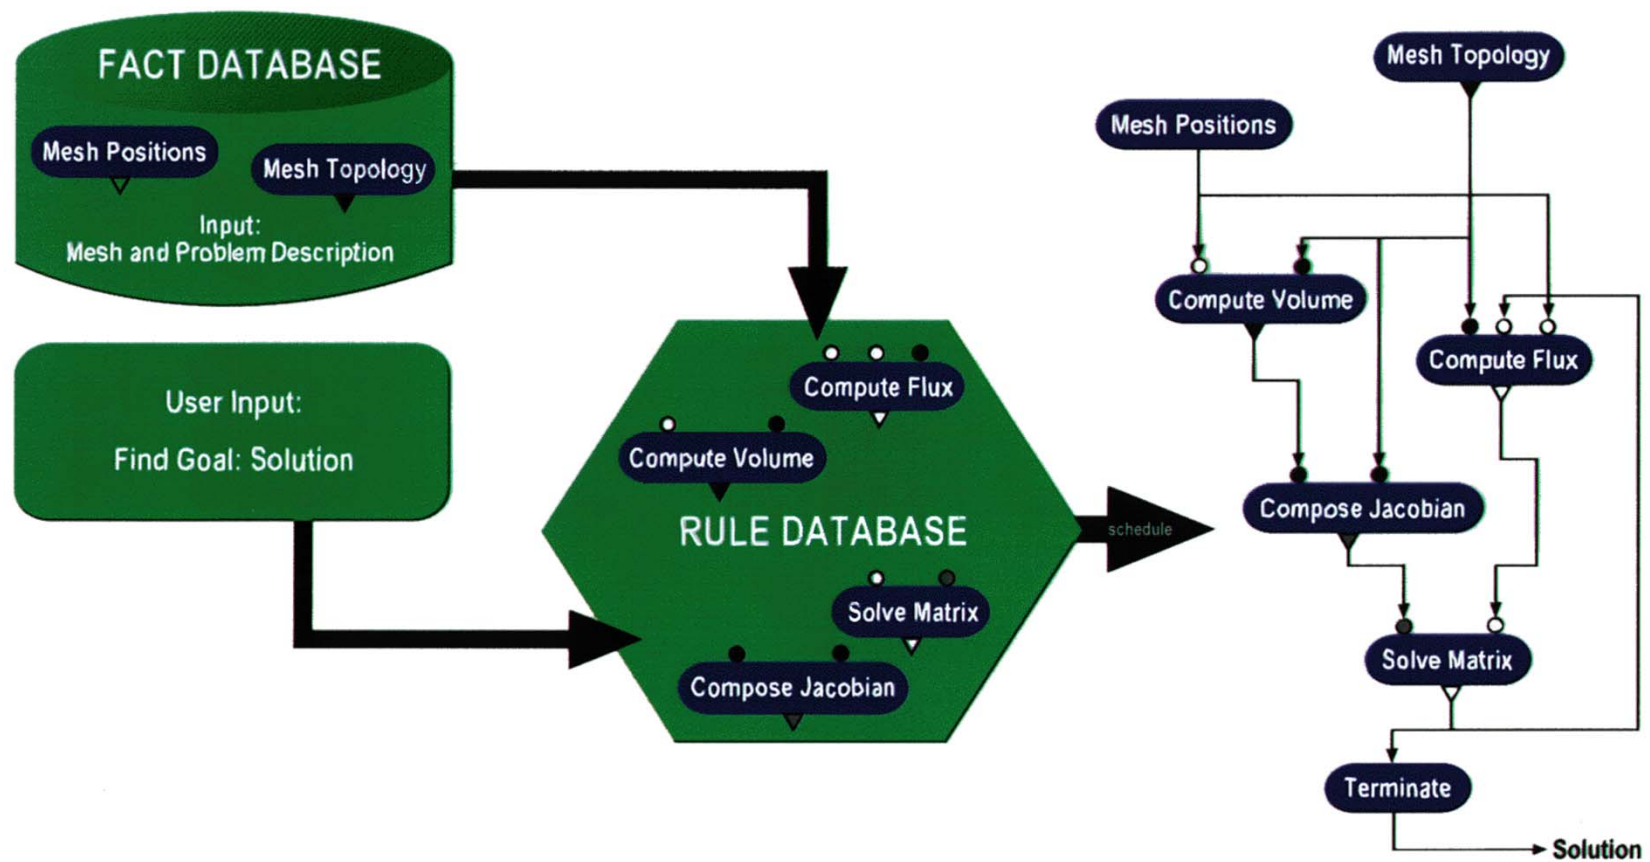 FACT DATABASE
Mesh Positions
Mesh Topology
Input:
Mesh and Problem Description
User Input:
Find Goal: Solution
Compute Flux
Compute Volume
RULE DATABASE
Solve Matrix
Compose Jacobian
schedule
Mesh Topology
Mesh Positions
Compute Volume
Compute Flux
Compose Jacobian
Solve Matrix
Terminate
Solution